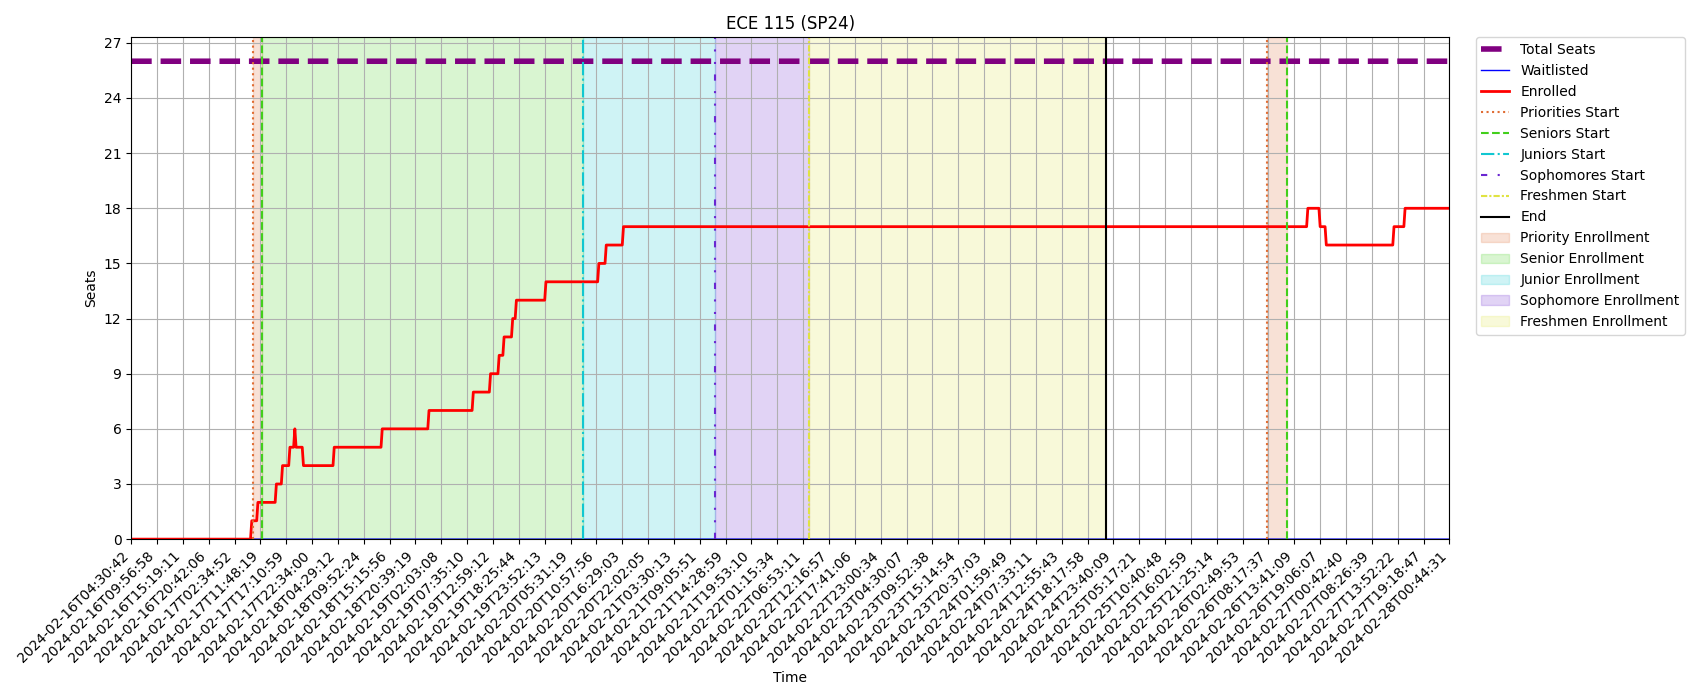 ECE 115 (SP24)
27
24
21
18
15
12
9
6
3
0
Seats
2024-02-16T04:30:42
2024-02-16T09:56:58
2024-02-16T15:19:11
2024-02-16T20:42:06
2024-02-17T02:34:52
2024-02-17T11:48:19
2024-02-17T17:10:59
2024-02-17T22:34:00
2024-02-18T04:29:12
2024-02-18T09:52:24
2024-02-18T15:15:56
2024-02-18T20:39:19
2024-02-19T02:03:08
2024-02-19T07:35:10
2024-02-19T12:59:12
2024-02-19T18:25:44
2024-02-19T23:52:13
2024-02-20T05:31:19
2024-02-20T10:57:56
2024-02-20T16:29:03
2024-02-20T22:02:05
2024-02-21T03:30:13
2024-02-21T09:05:51
2024-02-21T14:28:59
2024-02-21T19:53:10
2024-02-22T01:15:34
2024-02-22T06:53:11
2024-02-22T12:16:57
2024-02-22T17:41:06
2024-02-22T23:00:34
2024-02-23T04:30:07
2024-02-23T09:52:38
2024-02-23T15:14:54
2024-02-23T20:37:03
2024-02-24T01:59:49
2024-02-24T07:33:11
2024-02-24T12:55:43
2024-02-24T18:17:58
2024-02-24T23:40:09
2024-02-25T05:17:21
2024-02-25T10:40:48
2024-02-25T16:02:59
2024-02-25T21:25:14
2024-02-26T02:49:53
2024-02-26T08:17:37
2024-02-26T13:41:09
2024-02-26T19:06:07
2024-02-27T00:42:40
2024-02-27T08:26:39
2024-02-27T13:52:22
2024-02-27T19:18:47
2024-02-28T00:44:31
Time
Total Seats
Waitlisted
Enrolled
Priorities Start
Seniors Start
Juniors Start
Sophomores Start
Freshmen Start
End
Priority Enrollment
Senior Enrollment
Junior Enrollment
Sophomore Enrollment
Freshmen Enrollment